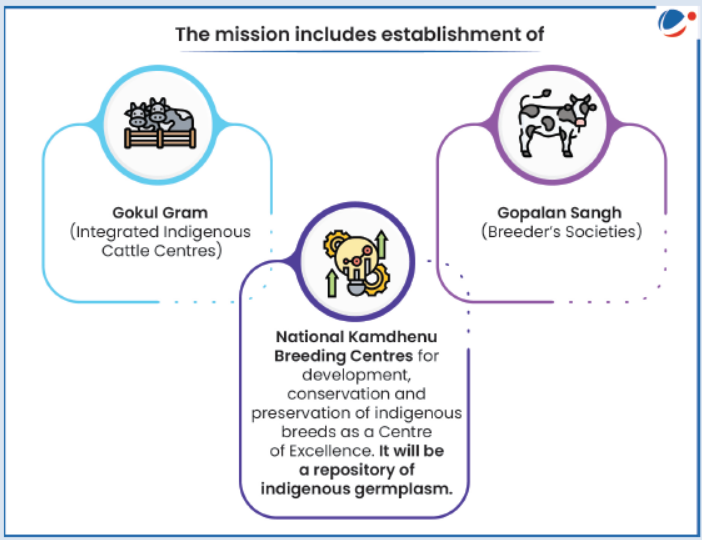 The mission includes establishment of
Gokul Gram
(Integrated Indigenous
Cattle Centres)
Gopalan Sangh
(Breeder's Societies)
National Kamdhenu
Breeding Centres for
development,
conservation and
preservation of indigenous
breeds as a Centre
of Excellence. It will be
a repository of
indigenous germplasm.